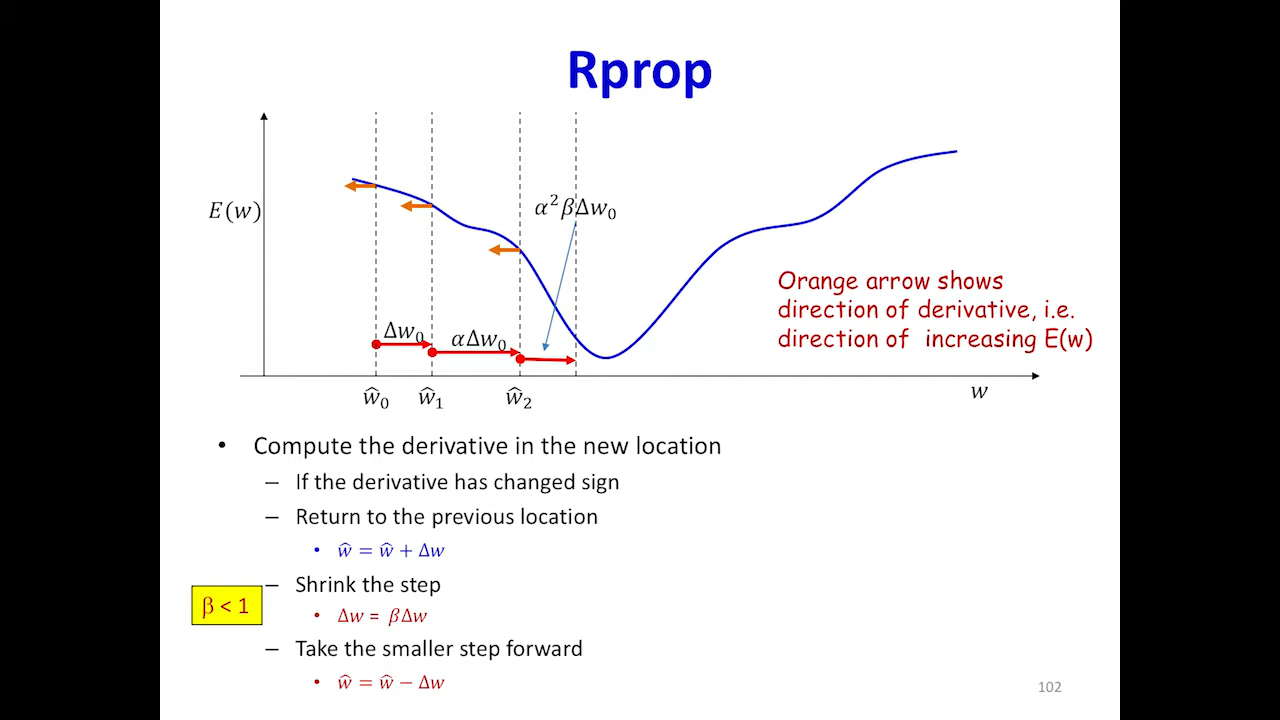 Rprop
E(w)
α²βΔw₀
Orange arrow shows
direction of derivative, i.e.
direction of increasing E(w)
Δw₀
αΔw₀
ŵ₀
ŵ₁
ŵ₂
w
• Compute the derivative in the new location
– If the derivative has changed sign
– Return to the previous location
• ŵ = ŵ + Δw
– Shrink the step
β < 1
• Δw = βΔw
– Take the smaller step forward
• ŵ = ŵ − Δw
102